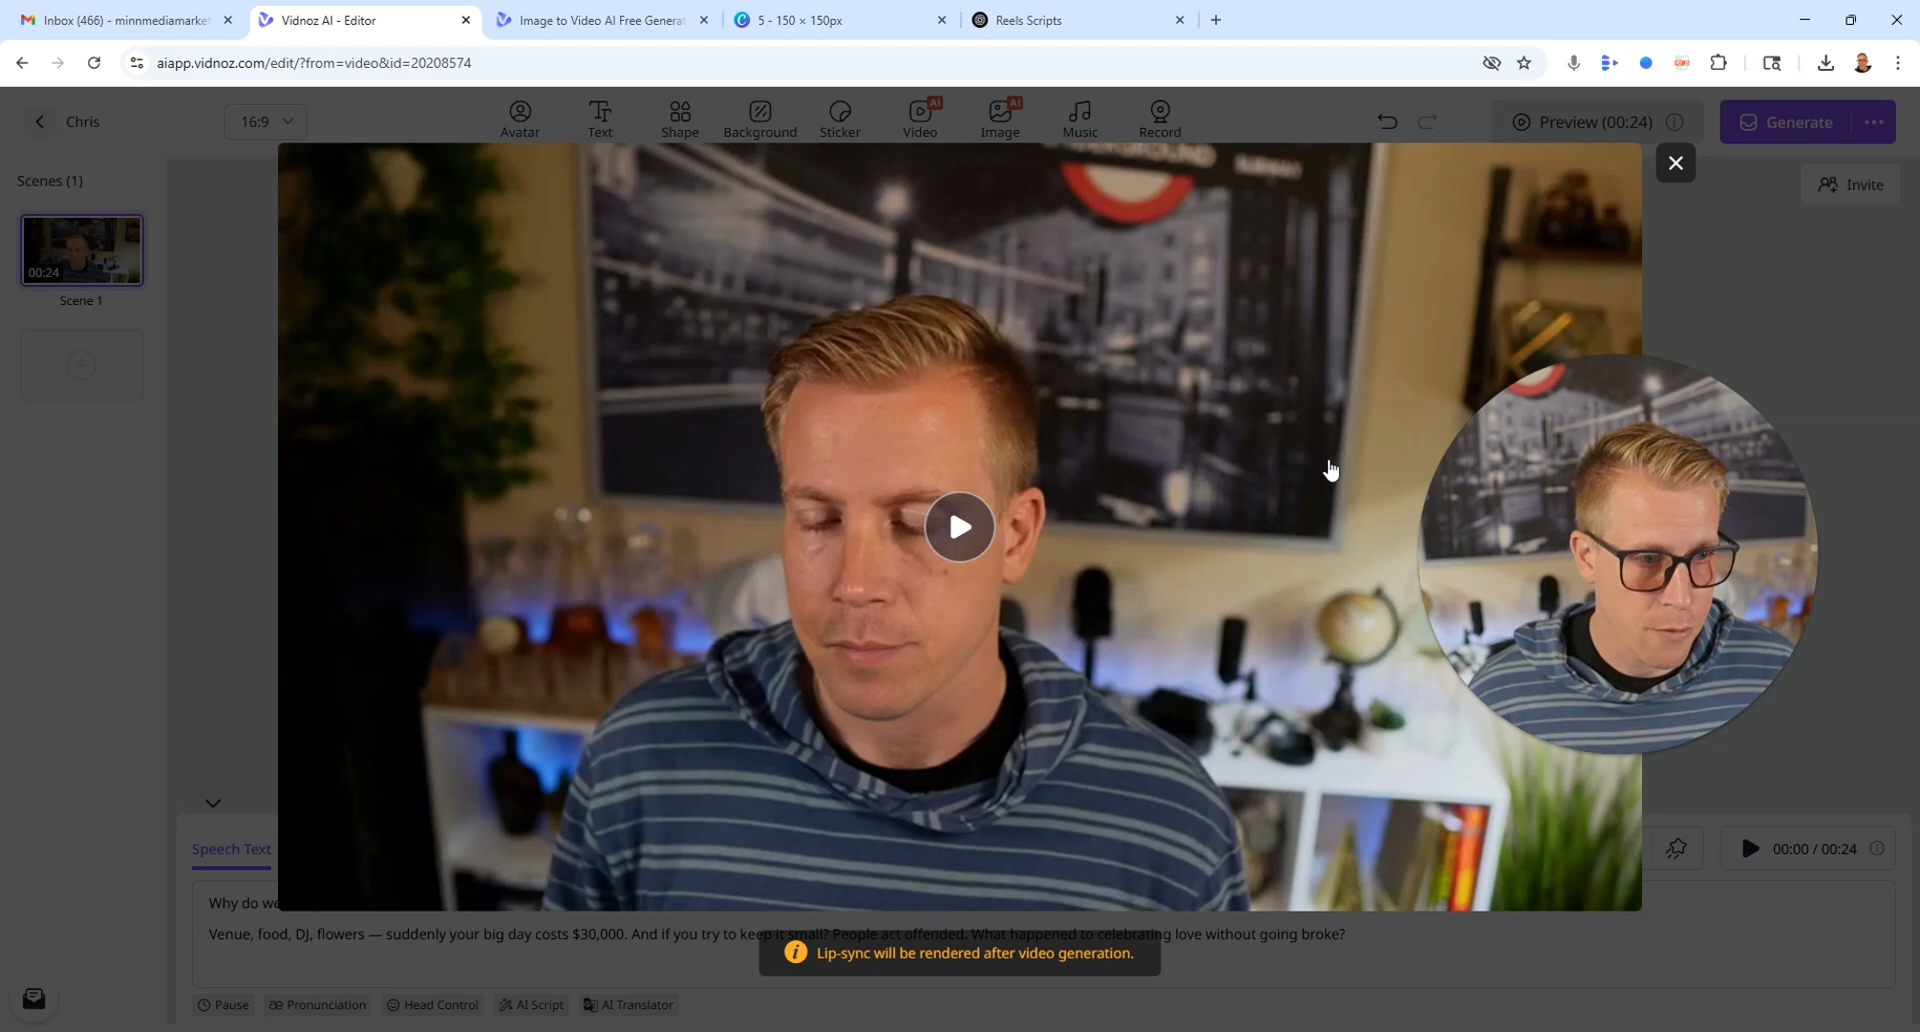 Inbox (466) - minnmediamarket
Vidnoz AI - Editor
Image to Video AI Free Generat
5 - 150 × 150px
Reels Scripts
aiapp.vidnoz.com/edit/?from=video&id=20208574
Chris
16:9
Avatar
Text
Shape
Background
Sticker
AI
Video
AI
Image
Music
Record
Preview (00:24)
Generate
Scenes (1)
Invite
00:24
Scene 1
UNDERGROUND
SUBWAY
Speech Text
00:00 / 00:24
Why do we
Venue, food, DJ, flowers — suddenly your big day costs $30,000. And if you try to keep it small? People act offended. What happened to celebrating love without going broke?
Lip-sync will be rendered after video generation.
Pause
Pronunciation
Head Control
AI Script
AI Translator